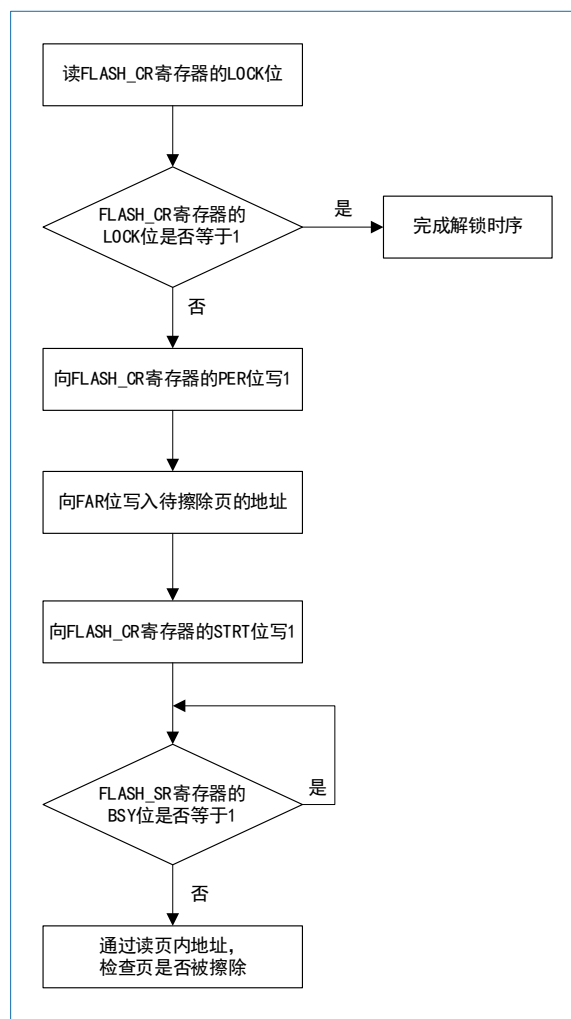 读FLASH_CR寄存器的LOCK位
FLASH_CR寄存器的
LOCK位是否等于1
是
完成解锁时序
否
向FLASH_CR寄存器的PER位写1
向FAR位写入待擦除页的地址
向FLASH_CR寄存器的STRT位写1
FLASH_SR寄存器的
BSY位是否等于1
是
否
通过读页内地址，
检查页是否被擦除